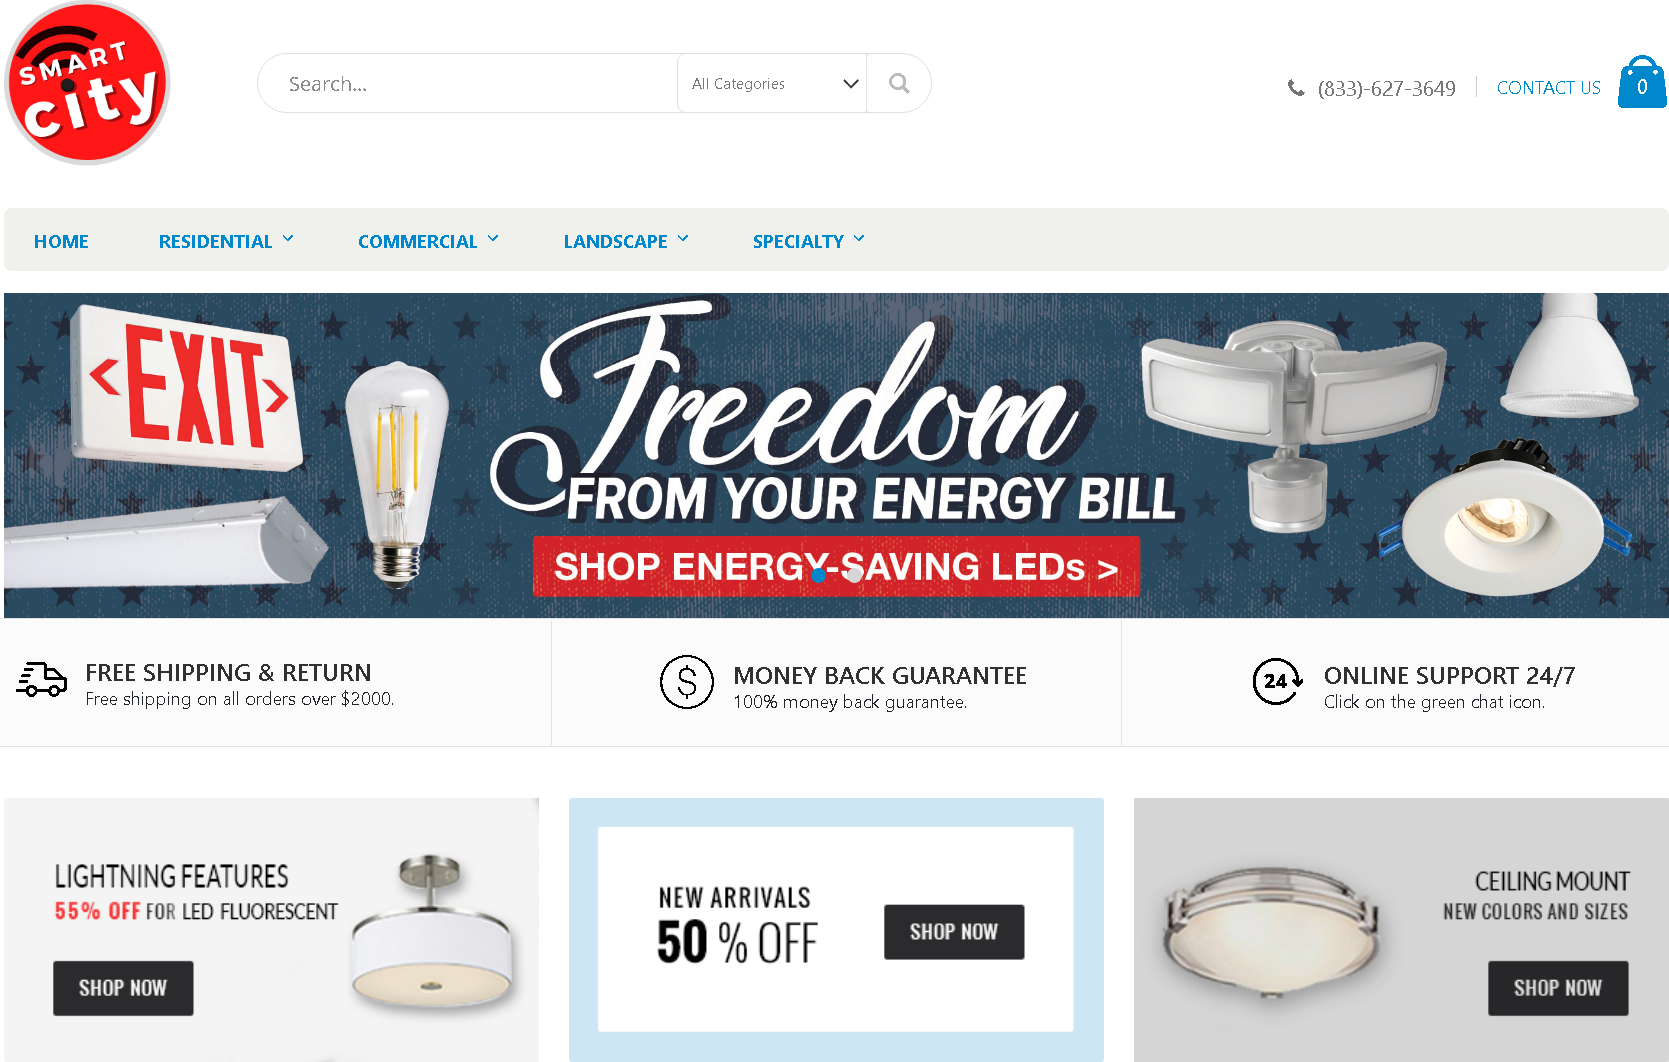 SMART
city
Search...
All Categories
(833)-627-3649
CONTACT US
0
HOME
RESIDENTIAL
COMMERCIAL
LANDSCAPE
SPECIALTY
EXIT
Freedom
FROM YOUR ENERGY BILL
SHOP ENERGY-SAVING LEDs >
FREE SHIPPING & RETURN
Free shipping on all orders over $2000.
$
MONEY BACK GUARANTEE
100% money back guarantee.
24
ONLINE SUPPORT 24/7
Click on the green chat icon.
LIGHTNING FEATURES
55% OFF FOR LED FLUORESCENT
SHOP NOW
NEW ARRIVALS
50 % OFF
SHOP NOW
CEILING MOUNT
NEW COLORS AND SIZES
SHOP NOW